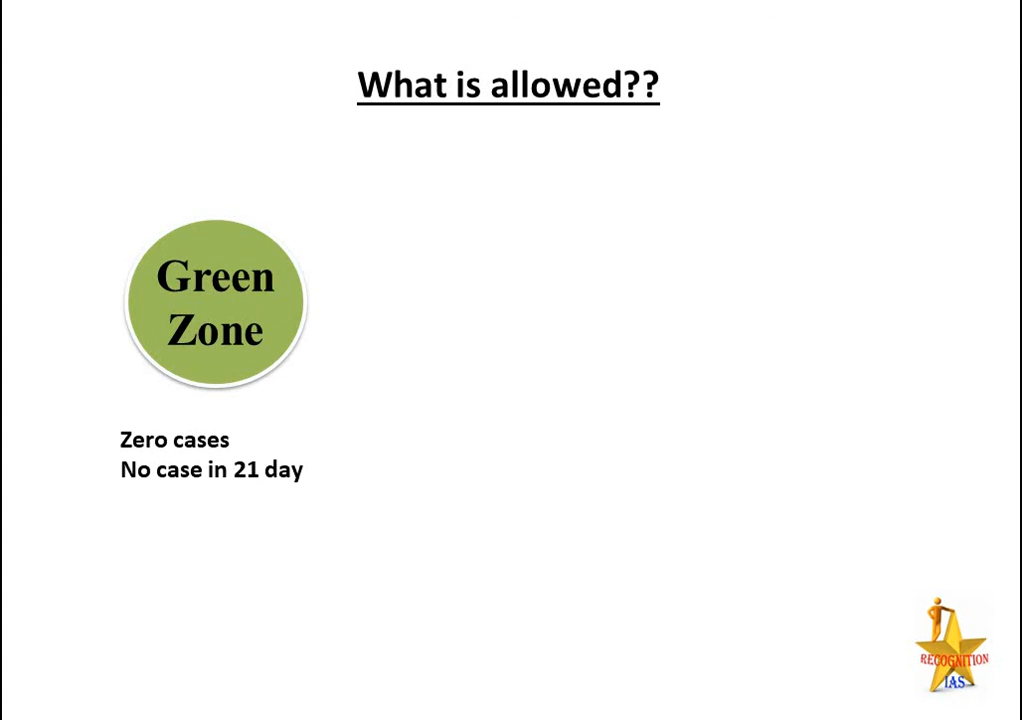 What is allowed??
Green
Zone
Zero cases
No case in 21 day
RECOGNITION
IAS